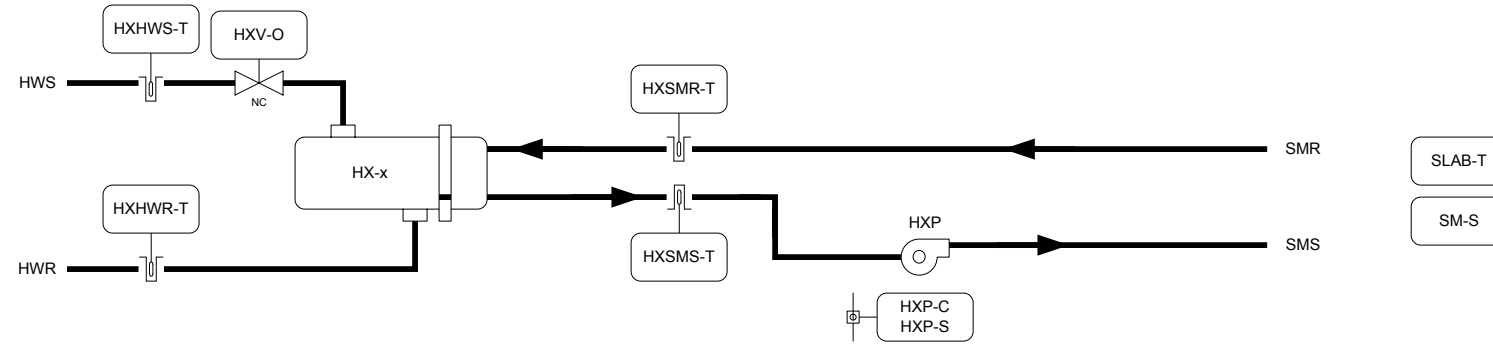 HXHWS-T
HXV-O
HWS
NC
HXSMR-T
HX-x
SMR
SLAB-T
HXHWR-T
HXP
SM-S
HWR
HXSMS-T
SMS
HXP-C
HXP-S